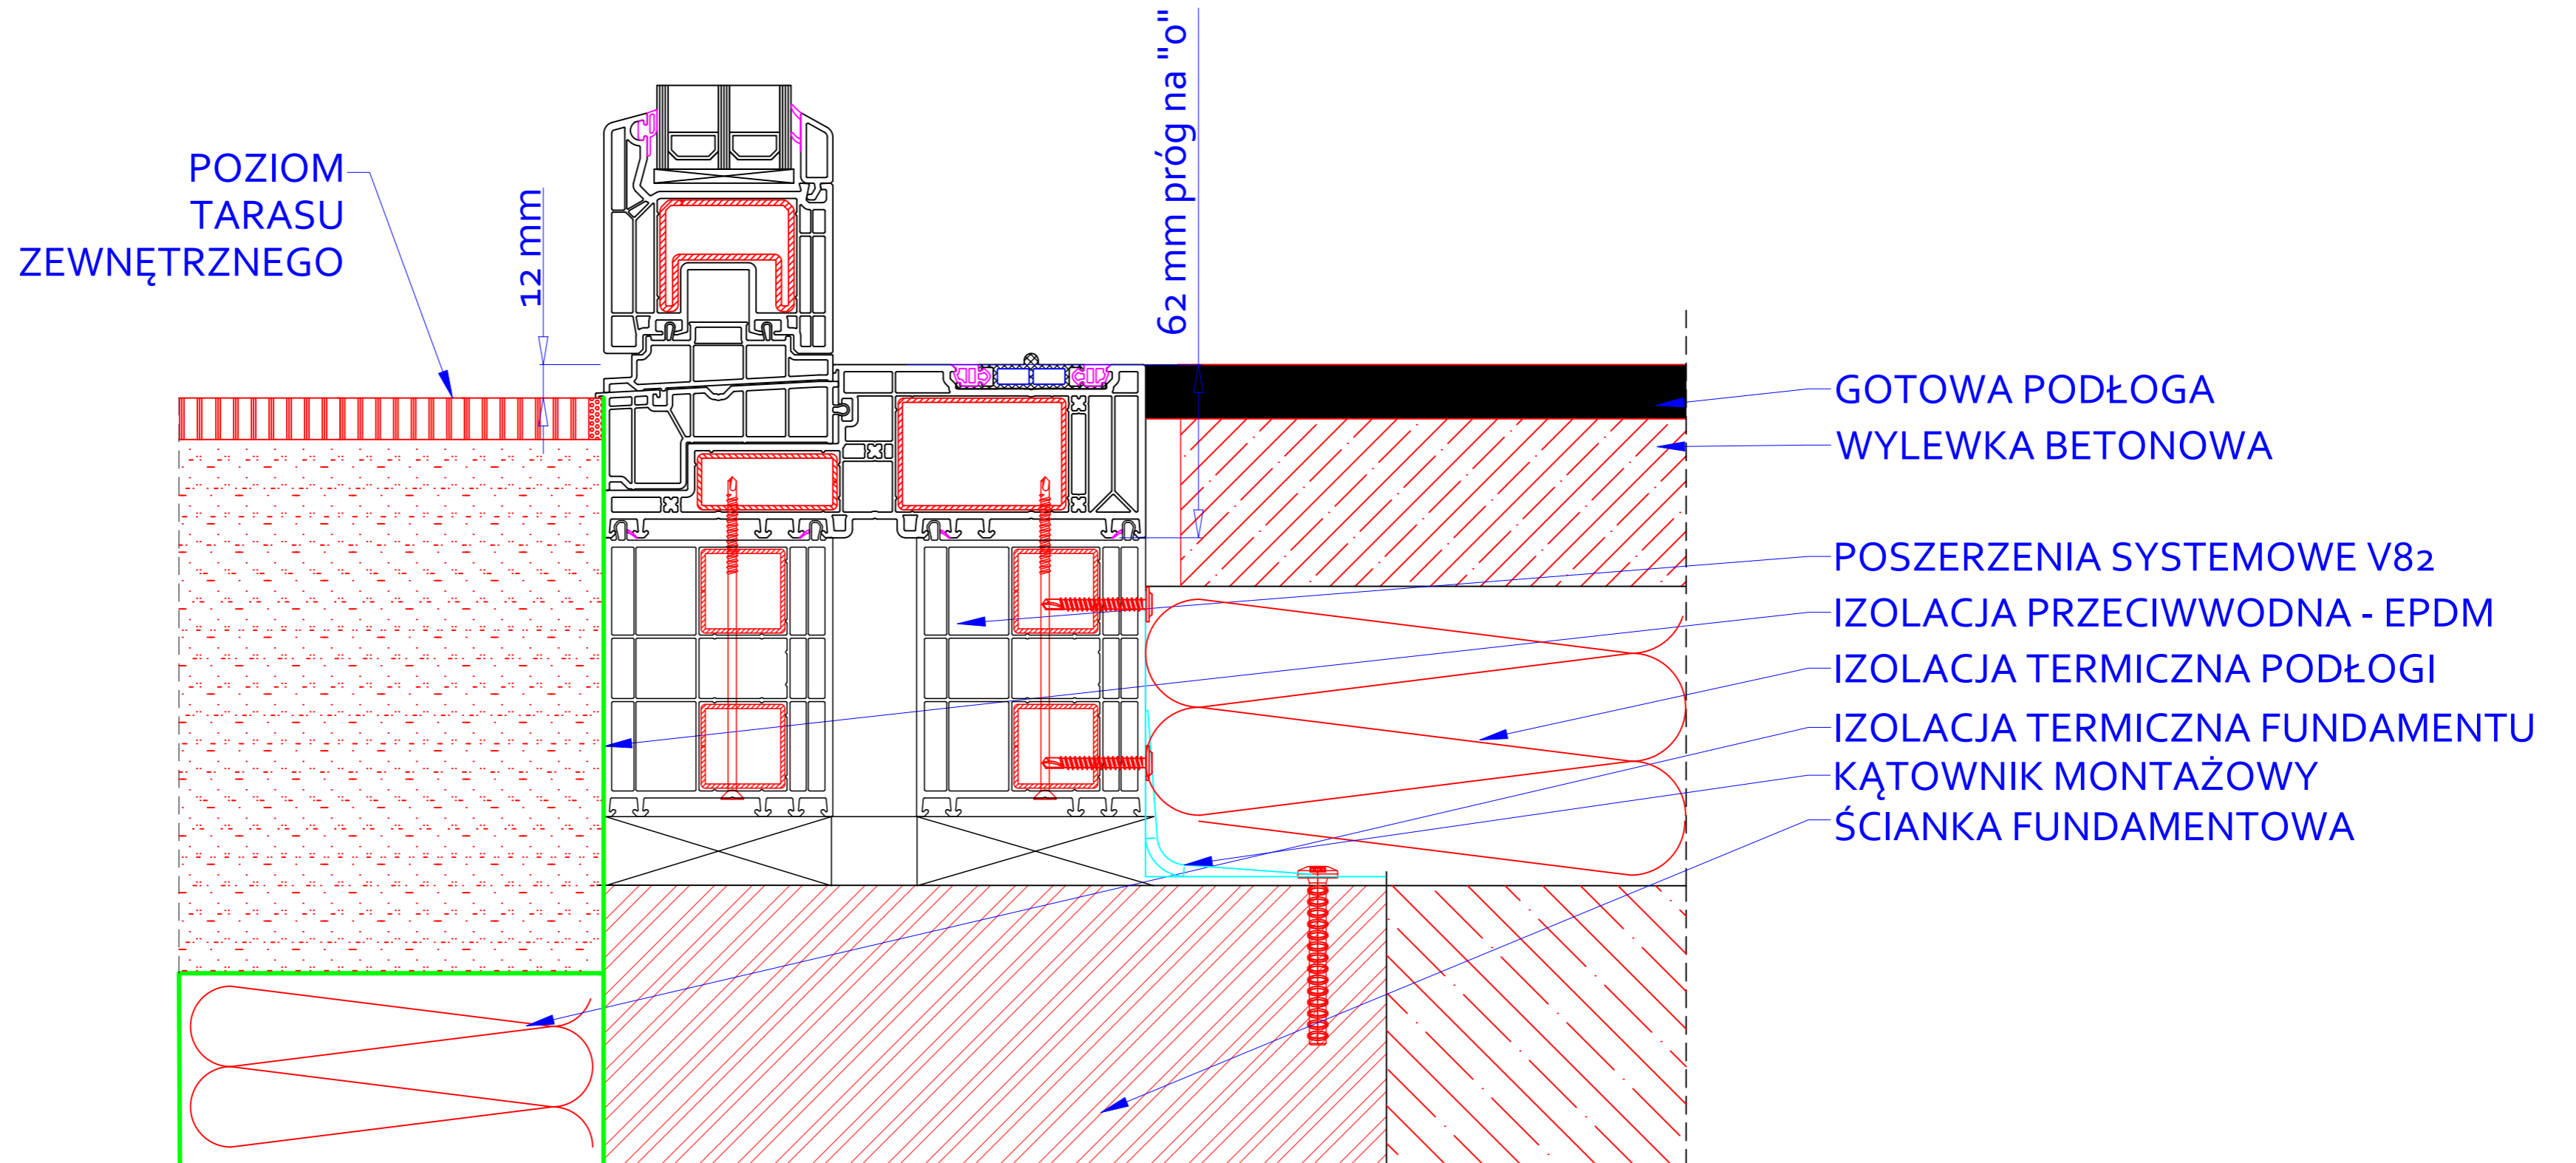 POZIOM
TARASU
ZEWNĘTRZNEGO
12 mm
62 mm próg na "0"
GOTOWA PODŁOGA
WYLEWKA BETONOWA
POSZERZENIA SYSTEMOWE V82
IZOLACJA PRZECIWWODNA - EPDM
IZOLACJA TERMICZNA PODŁOGI
IZOLACJA TERMICZNA FUNDAMENTU
KĄTOWNIK MONTAŻOWY
ŚCIANKA FUNDAMENTOWA